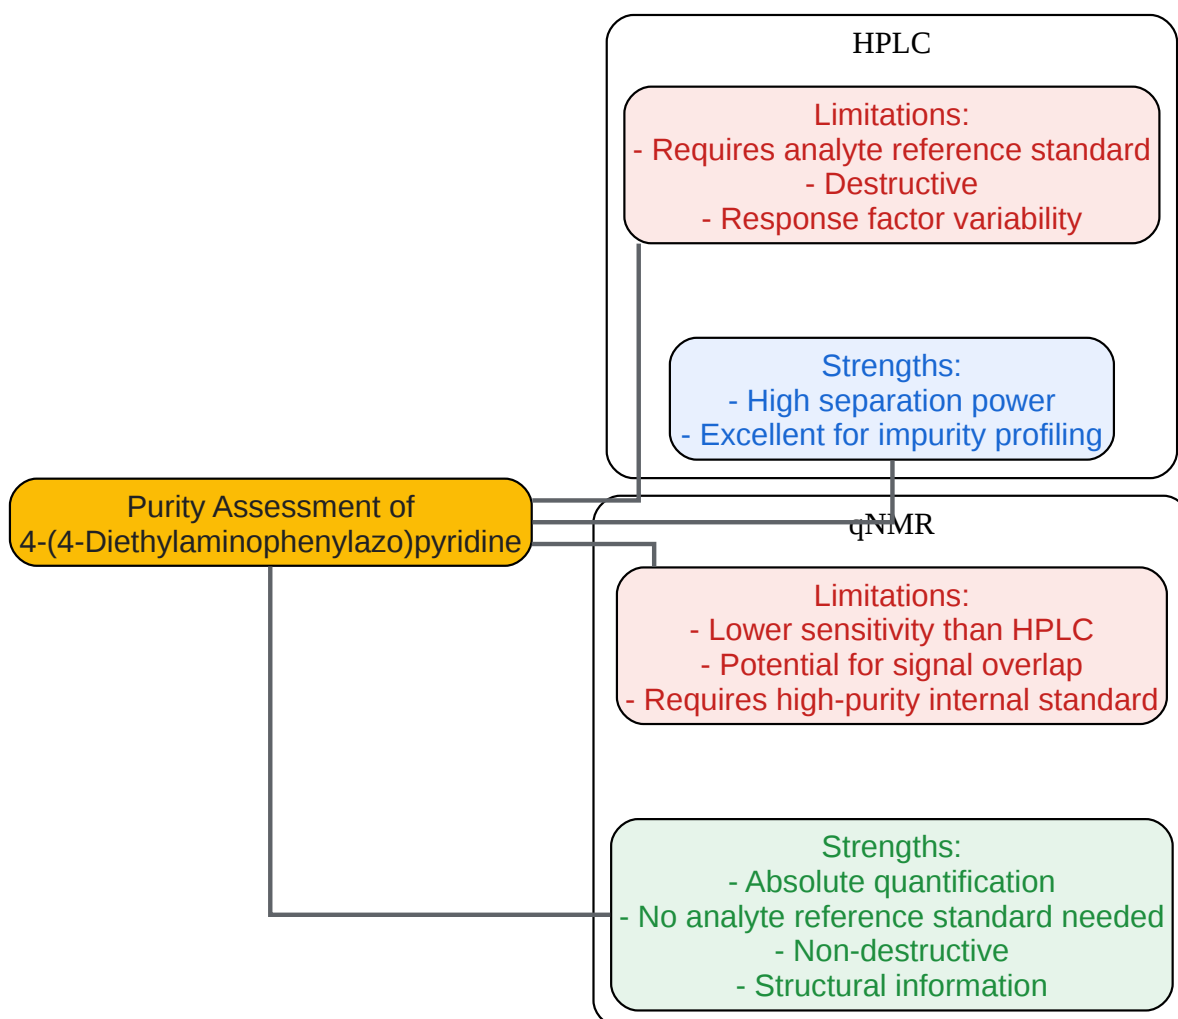 HPLC
Limitations:
- Requires analyte reference standard
- Destructive
- Response factor variability
Strengths:
- High separation power
- Excellent for impurity profiling
Purity Assessment of
4-(4-Diethylaminophenylazo)pyridine
qNMR
Limitations:
- Lower sensitivity than HPLC
- Potential for signal overlap
- Requires high-purity internal standard
Strengths:
- Absolute quantification
- No analyte reference standard needed
- Non-destructive
- Structural information